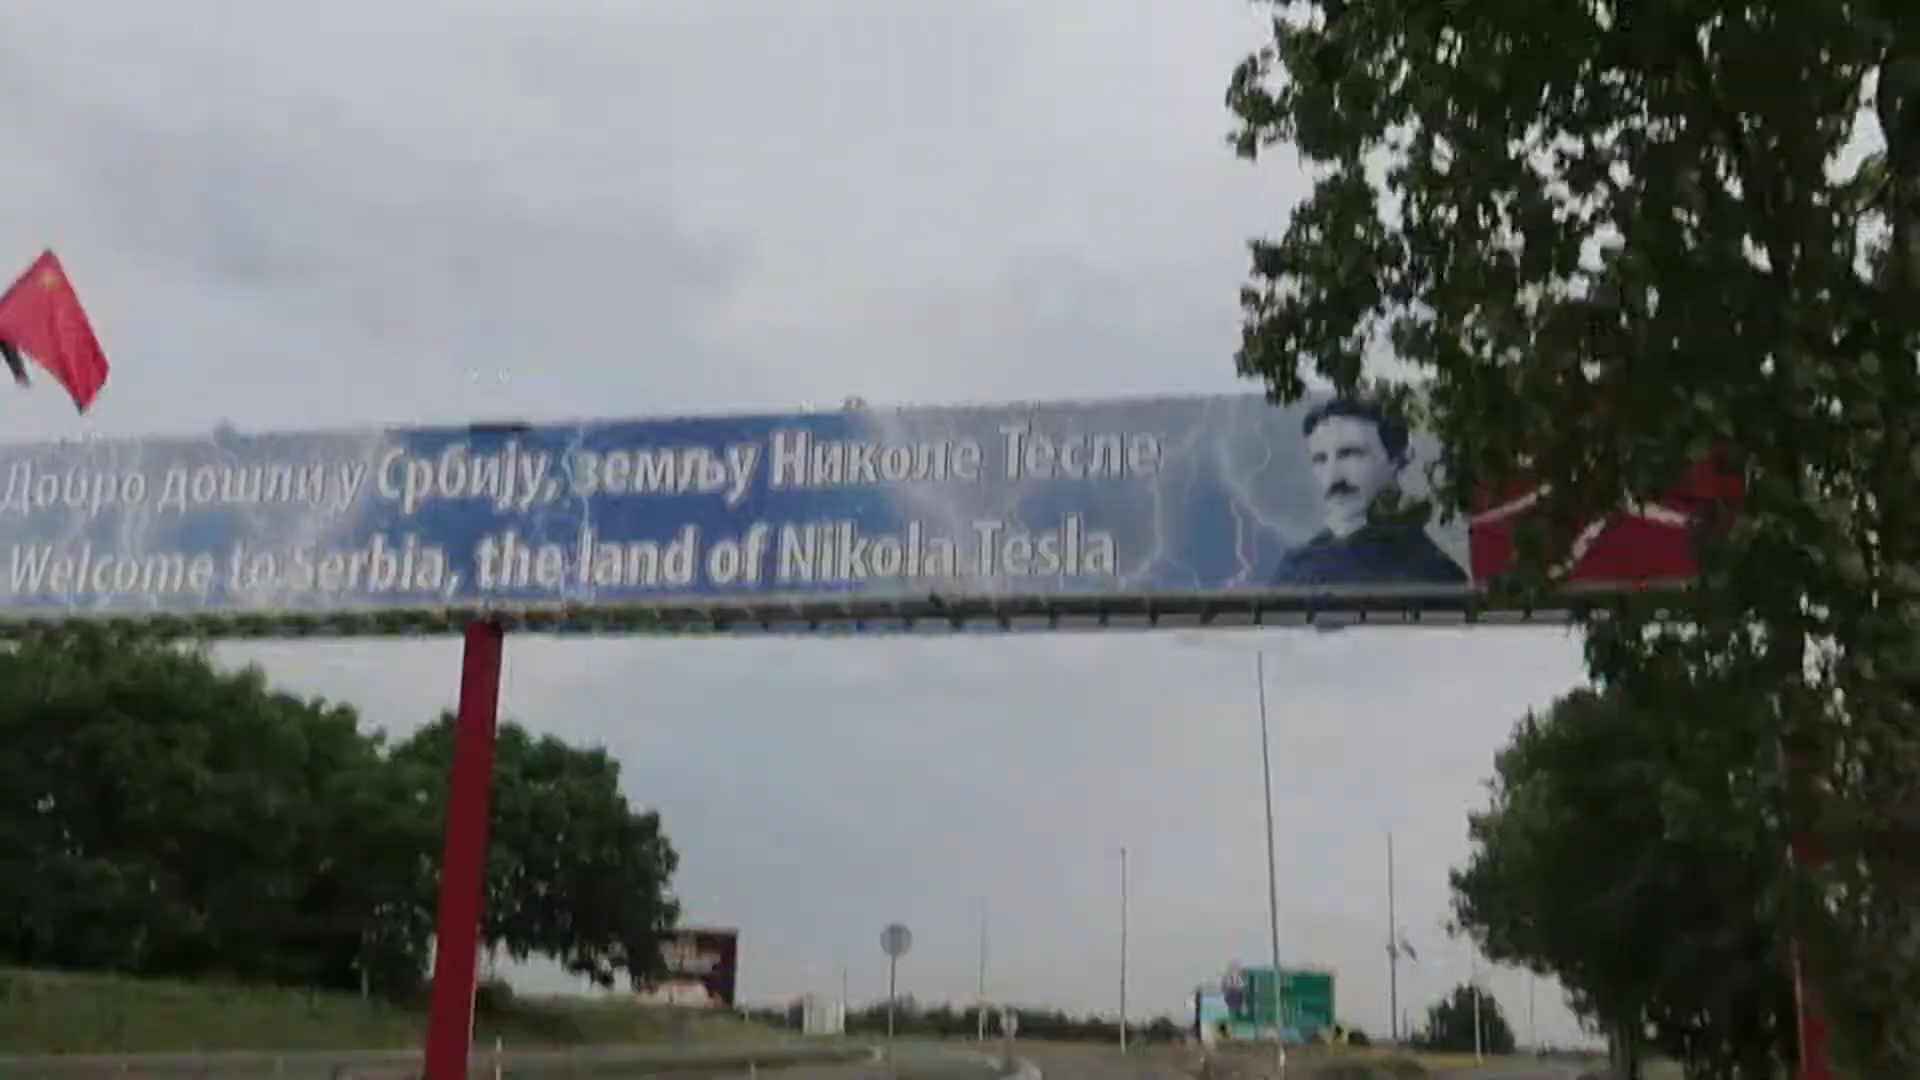 Добро дошли у Србију, земљу Николе Тесле
Welcome to Serbia, the land of Nikola Tesla